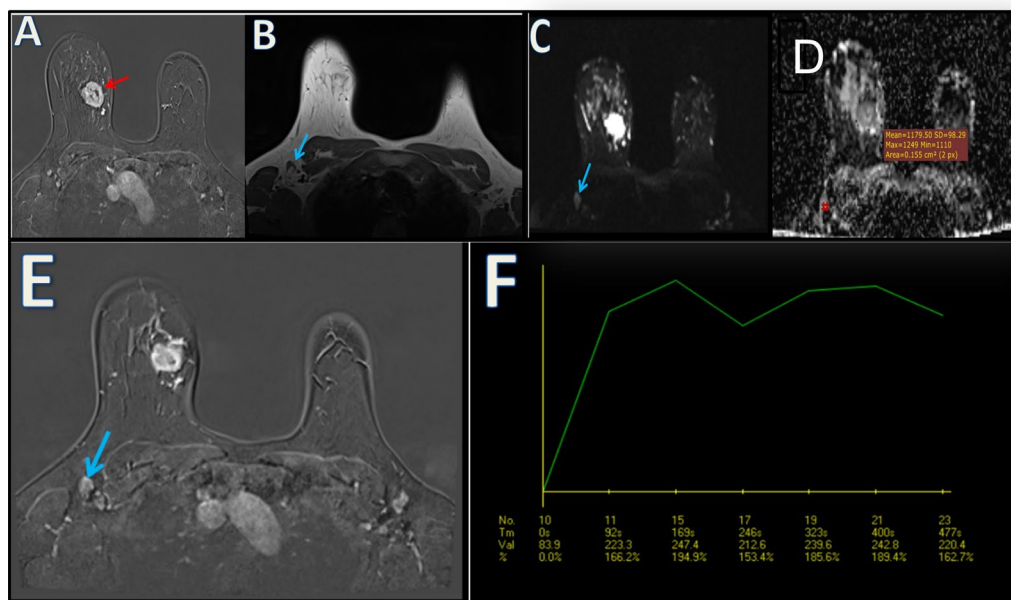 A
B
C
D
Mean=1179.50 SD=98.29
Max=1249 Min=1110
Area=0.155 cm² (2 px)
E
F
No. 10 11 15 17 19 21 23
Tm 0s 92s 169s 246s 323s 400s 477s
Val 83.9 223.3 247.4 212.6 239.6 242.8 220.4
% 0.0% 166.2% 194.9% 153.4% 185.6% 189.4% 162.7%